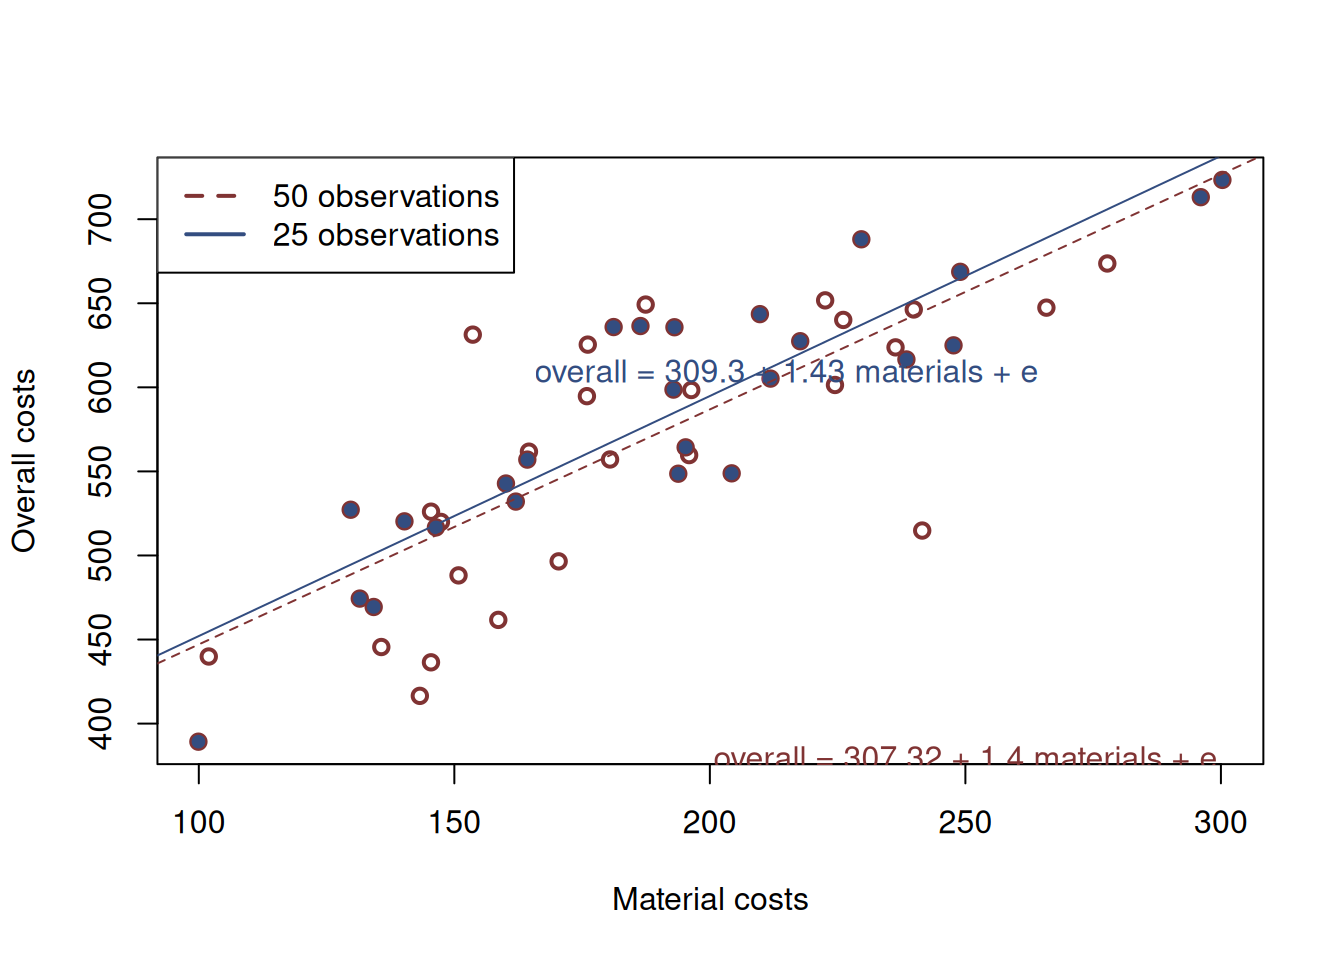 50 observations
25 observations
overall = 309.3 + 1.43 materials + e
overall = 307.32 + 1.4 materials + e
Overall costs
400
450
500
550
600
650
700
100
150
200
250
300
Material costs